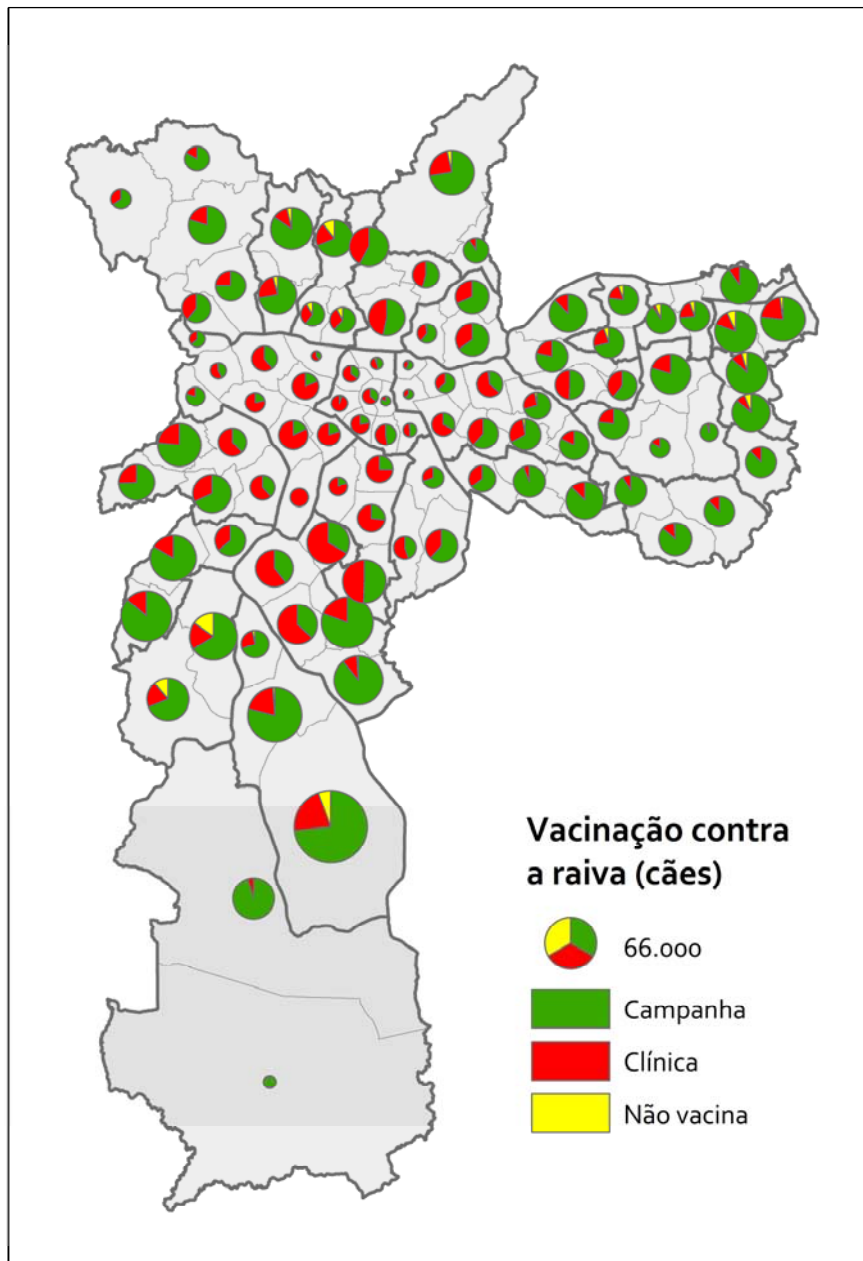 Vacinação contra
a raiva (cães)
66.000
Campanha
Clínica
Não vacina